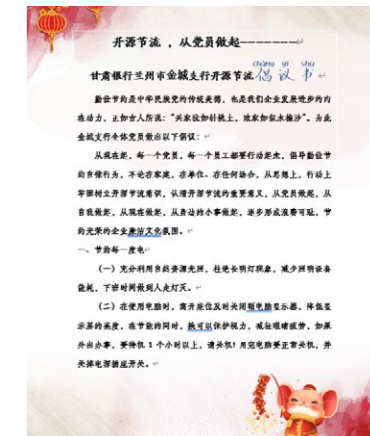 开源节流 ，从党员做起--------
chàng yì shū
甘肃银行兰州市金城支行开源节流倡议书
勤俭节约是中华民族党的传统美德，也是我们企业发展进步的内
在动力，正如古人所说：“兴家犹如针挑土，败家好似水推沙”。为此
金城支行全体党员做出以下倡议：
从现在起，每一个党员、每一个员工都要行动起来，倡导勤俭节
约自律行为，不论在家庭，在单位、在任何场合，从思想上，行动上
牢固树立开源节流意识，认清开源节流的重要意义，从党员做起，从
自我做起，从现在做起，从身边的小事做起，逐步形成浪费可耻，节
约光荣的企业廉洁文化氛围。
一、节约每一度电
（一）充分利用自然资源光照，杜绝长明灯现象，减少照明设备
能耗，下班时间做到人走灯灭。
（二）在使用电脑时，离开座位及时关闭电脑显示器，降低显
示屏的亮度，在节能的同时，还可以保护视力，减轻眼睛疲劳，如果
外出办事，要待机 1 个小时以上，请关机！用完电脑要正常关机，并
关掉电源插座开关。